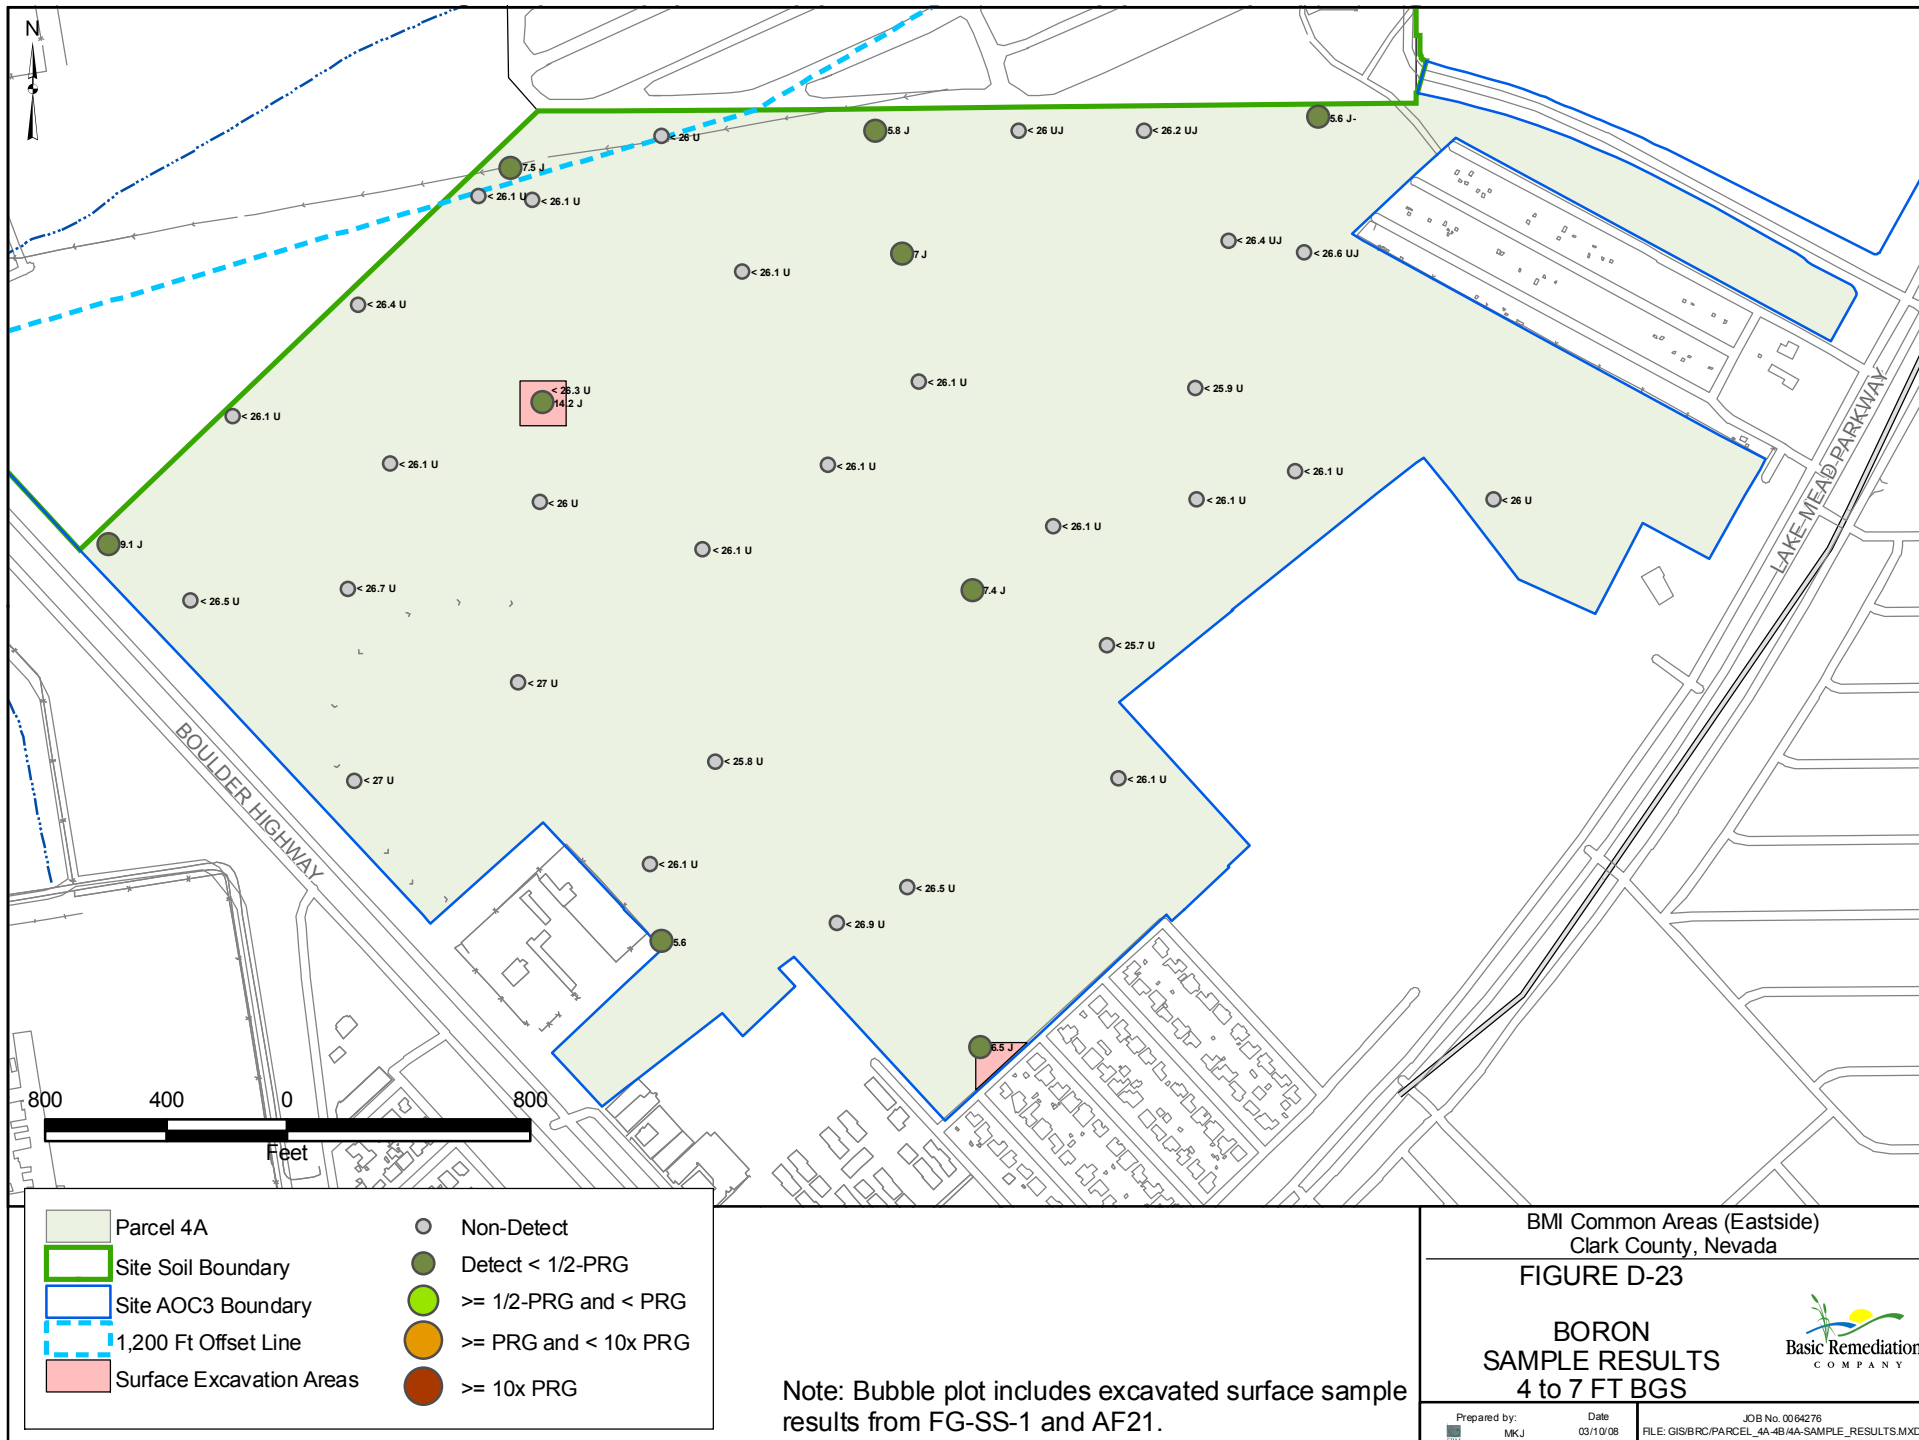 N
< 26 U
5.8 J
< 26 UJ
< 26.2 UJ
5.6 J-
7.5 J
< 26.1 U
< 26.1 U
7 J
< 26.4 UJ
< 26.6 UJ
< 26.1 U
< 26.4 U
< 26.1 U
< 25.9 U
< 26.3 U
14.2 J
< 26.1 U
< 26.1 U
< 26.1 U
< 26.1 U
< 26 U
< 26.1 U
< 26 U
< 26.1 U
9.1 J
< 26.1 U
< 26.7 U
7.4 J
< 26.5 U
< 25.7 U
< 27 U
< 25.8 U
< 27 U
< 26.1 U
< 26.1 U
< 26.5 U
< 26.9 U
5.6
6.5 J
LAKE MEAD PARKWAY
BOULDER HIGHWAY
800 400 0 800
Feet
Parcel 4A
Site Soil Boundary
Site AOC3 Boundary
1,200 Ft Offset Line
Surface Excavation Areas
Non-Detect
Detect < 1/2-PRG
>= 1/2-PRG and < PRG
>= PRG and < 10x PRG
>= 10x PRG
Note: Bubble plot includes excavated surface sample
results from FG-SS-1 and AF21.
BMI Common Areas (Eastside)
Clark County, Nevada
FIGURE D-23
BORON
SAMPLE RESULTS
4 to 7 FT BGS
Basic Remediation
COMPANY
Prepared by:
MKJ
Date
03/10/08
JOB No. 0064276
FILE: GIS/BRC/PARCEL_4A-4B/4A-SAMPLE_RESULTS.MXD